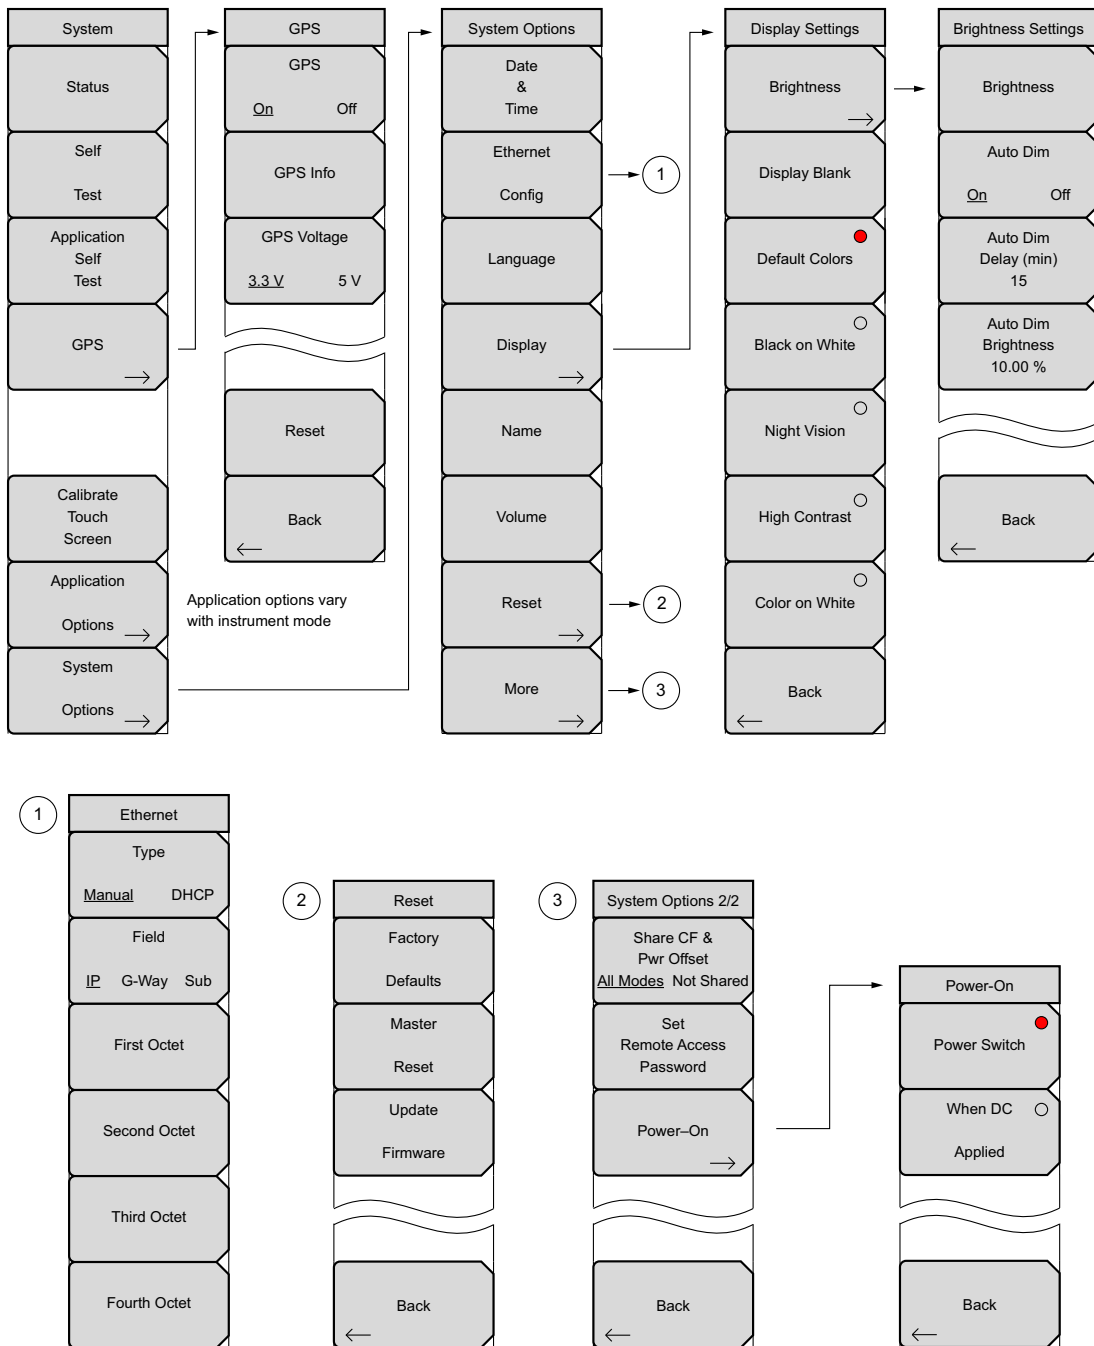 System
Status
Self
Test
Application
Self
Test
GPS
Calibrate
Touch
Screen
Application
Options
System
Options
GPS
GPS
On Off
GPS Info
GPS Voltage
3.3 V 5 V
Reset
Back
Application options vary
with instrument mode
System Options
Date
&
Time
Ethernet
Config
1
Language
Display
Name
Volume
Reset
2
More
3
Display Settings
Brightness
Display Blank
Default Colors
Black on White
Night Vision
High Contrast
Color on White
Back
Brightness Settings
Brightness
Auto Dim
On Off
Auto Dim
Delay (min)
15
Auto Dim
Brightness
10.00 %
Back
1
Ethernet
Type
Manual DHCP
Field
IP G-Way Sub
First Octet
Second Octet
Third Octet
Fourth Octet
2
Reset
Factory
Defaults
Master
Reset
Update
Firmware
Back
3
System Options 2/2
Share CF &
Pwr Offset
All Modes Not Shared
Set
Remote Access
Password
Power–On
Back
Power-On
Power Switch
When DC
Applied
Back